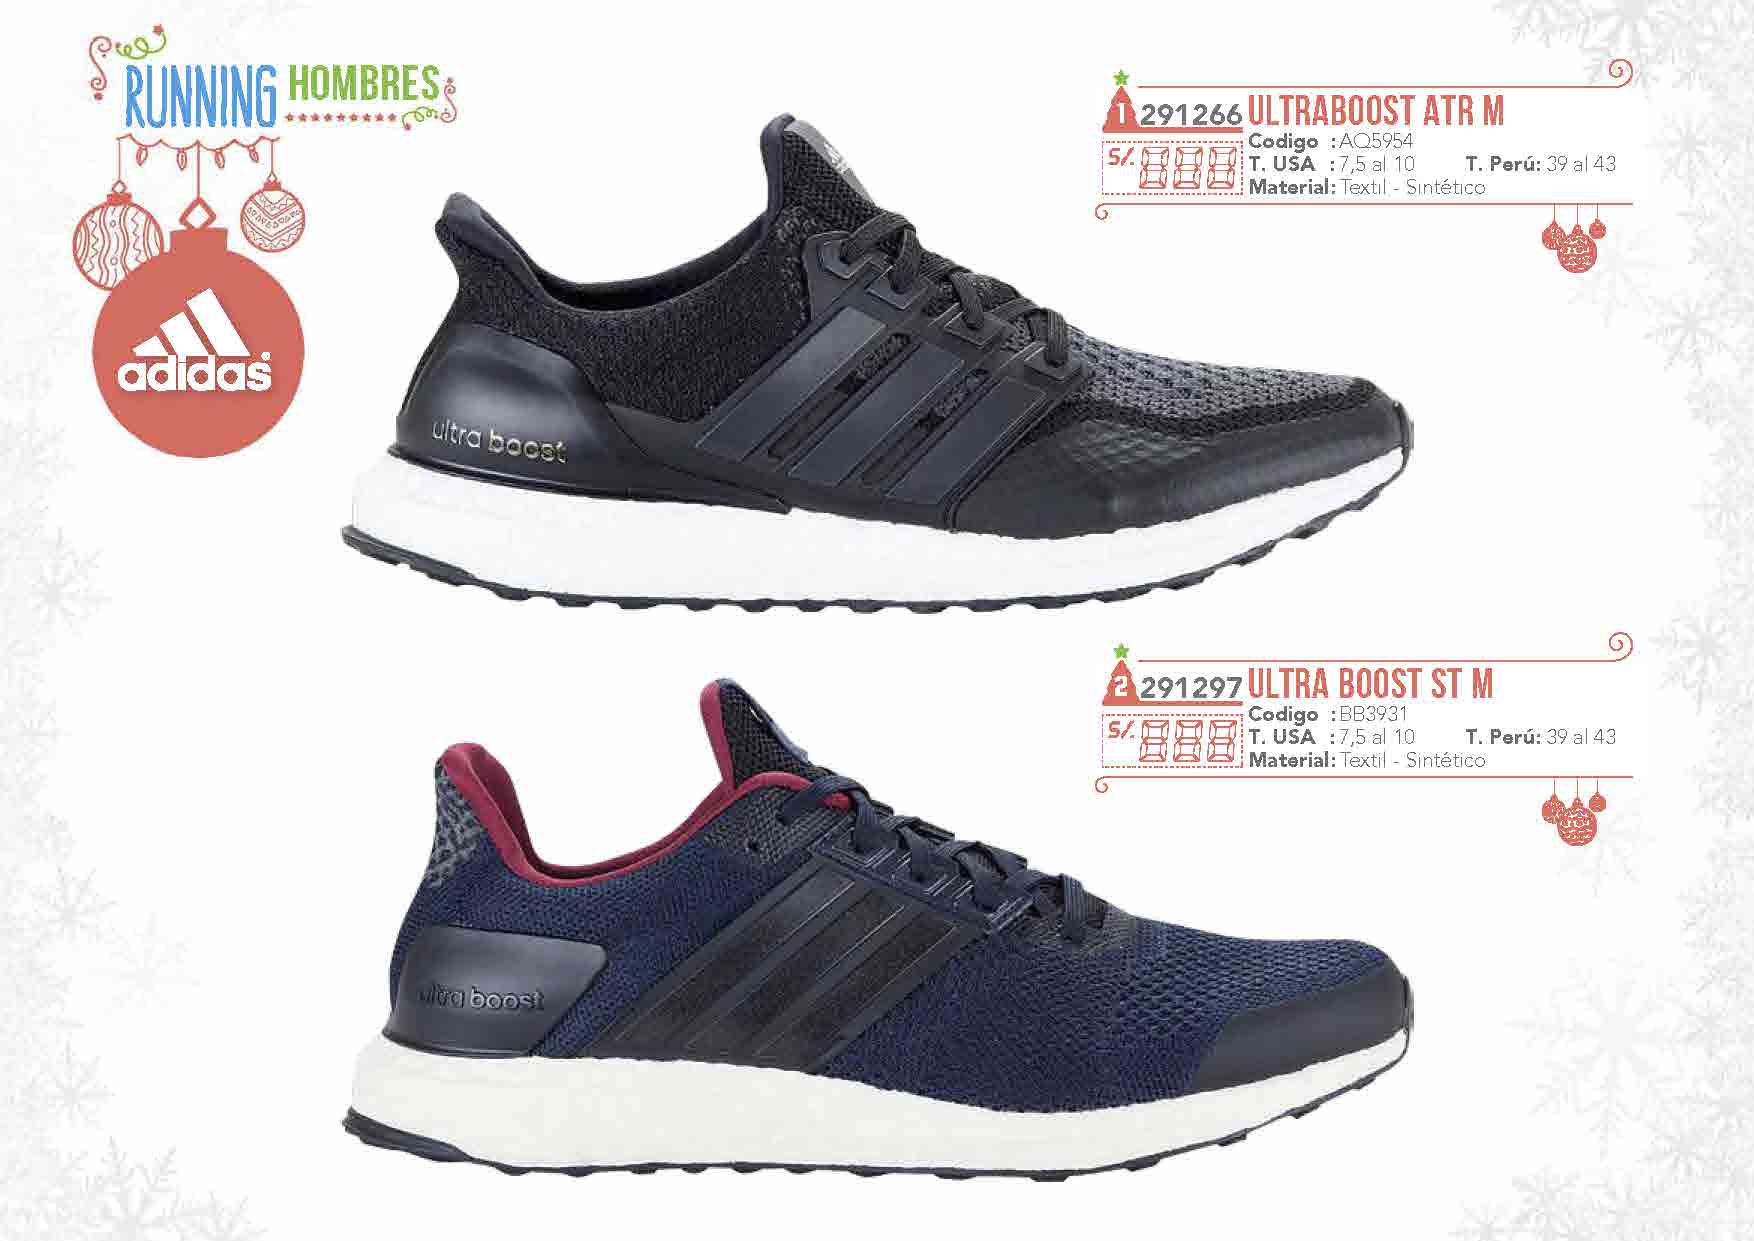 RUNNING HOMBRES
adidas
1 291266 ULTRABOOST ATR M
Codigo : AQ5954
S/. 888 T. USA : 7,5 al 10 T. Perú: 39 al 43
Material: Textil - Sintético
ultra boost
2 291297 ULTRA BOOST ST M
Codigo : BB3931
S/. 888 T. USA : 7,5 al 10 T. Perú: 39 al 43
Material: Textil - Sintético
ultra boost